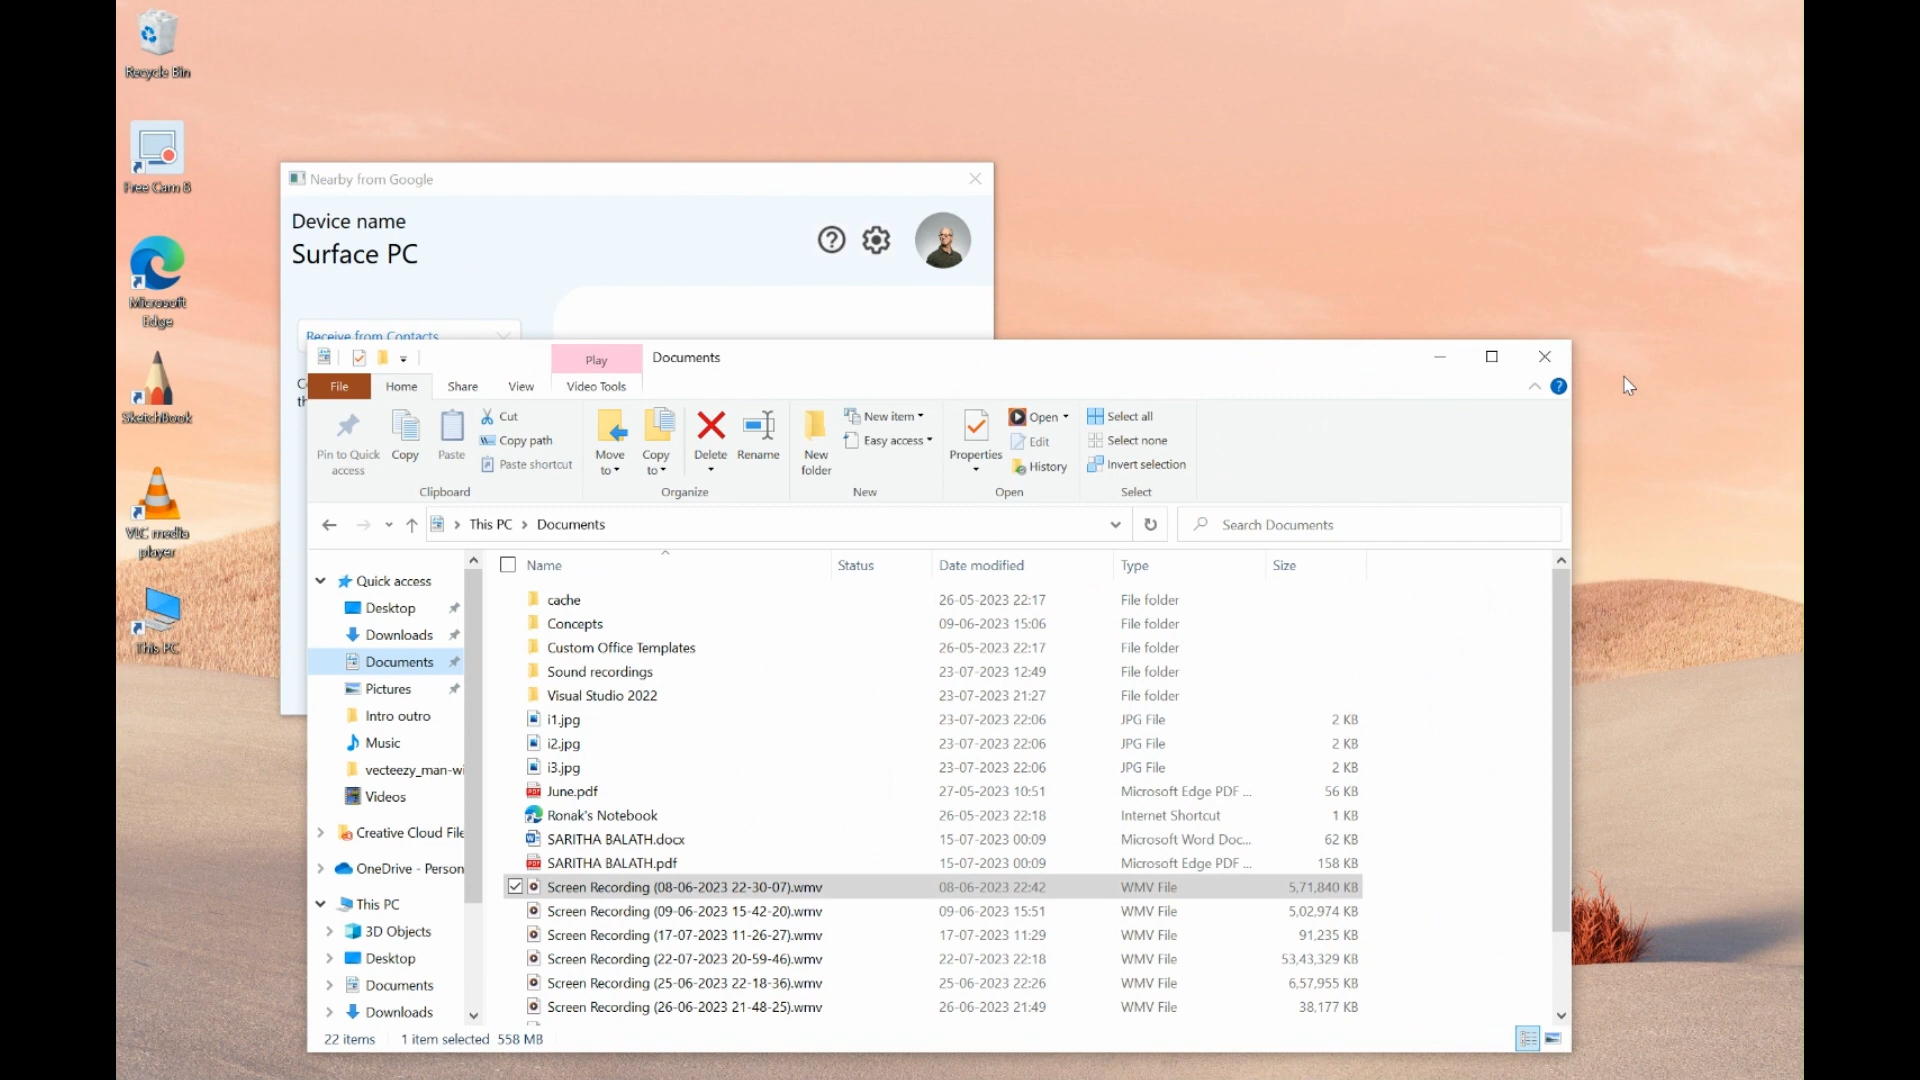 Recycle Bin
Free Cam 8
Microsoft
Edge
SketchBook
VLC media
player
This PC
Nearby from Google
Device name
Surface PC
Receive from Contacts
Play
Documents
File
Home
Share
View
Video Tools
Pin to Quick
access
Copy
Paste
Cut
Copy path
Paste shortcut
Clipboard
Move
to
Copy
to
Delete
Rename
Organize
New
folder
New item
Easy access
New
Properties
Open
Edit
History
Open
Select all
Select none
Invert selection
Select
This PC
Documents
Search Documents
Quick access
Desktop
Downloads
Documents
Pictures
Intro outro
Music
vecteezy_man-wi
Videos
Creative Cloud File
OneDrive - Person
This PC
3D Objects
Desktop
Documents
Downloads
Name Status Date modified Type Size
cache 26-05-2023 22:17 File folder
Concepts 09-06-2023 15:06 File folder
Custom Office Templates 26-05-2023 22:17 File folder
Sound recordings 23-07-2023 12:49 File folder
Visual Studio 2022 23-07-2023 21:27 File folder
i1.jpg 23-07-2023 22:06 JPG File 2 KB
i2.jpg 23-07-2023 22:06 JPG File 2 KB
i3.jpg 23-07-2023 22:06 JPG File 2 KB
June.pdf 27-05-2023 10:51 Microsoft Edge PDF ... 56 KB
Ronak's Notebook 26-05-2023 22:18 Internet Shortcut 1 KB
SARITHA BALATH.docx 15-07-2023 00:09 Microsoft Word Doc... 62 KB
SARITHA BALATH.pdf 15-07-2023 00:09 Microsoft Edge PDF ... 158 KB
Screen Recording (08-06-2023 22-30-07).wmv 08-06-2023 22:42 WMV File 5,71,840 KB
Screen Recording (09-06-2023 15-42-20).wmv 09-06-2023 15:51 WMV File 5,02,974 KB
Screen Recording (17-07-2023 11-26-27).wmv 17-07-2023 11:29 WMV File 91,235 KB
Screen Recording (22-07-2023 20-59-46).wmv 22-07-2023 22:18 WMV File 53,43,329 KB
Screen Recording (25-06-2023 22-18-36).wmv 25-06-2023 22:26 WMV File 6,57,955 KB
Screen Recording (26-06-2023 21-48-25).wmv 26-06-2023 21:49 WMV File 38,177 KB
22 items 1 item selected 558 MB